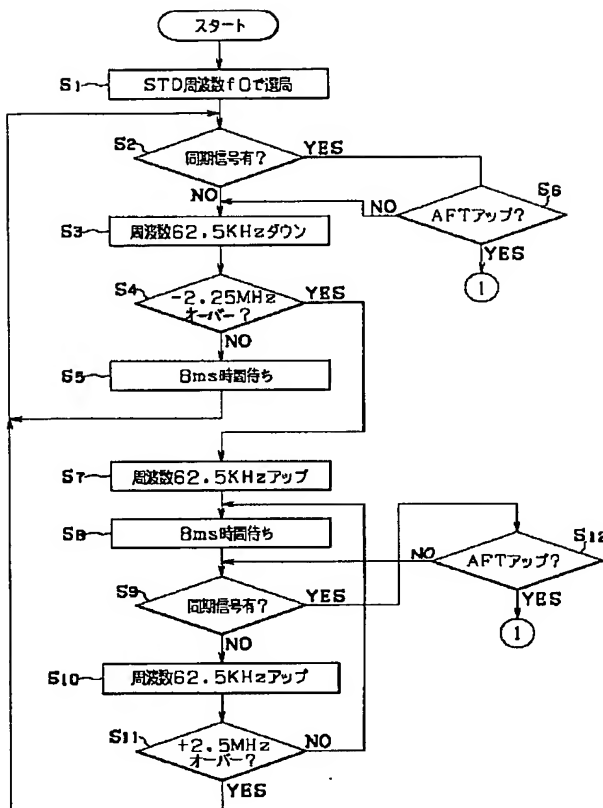 スタート
S1
STD周波数f0で選局
S2
同期信号有?
YES
NO
S6
AFTアップ?
NO
YES
1
S3
周波数62.5KHzダウン
S4
-2.25MHz
オーバー?
YES
NO
S5
8ms時間待ち
S7
周波数62.5KHzアップ
S8
8ms時間待ち
S12
AFTアップ?
NO
YES
1
S9
同期信号有?
YES
NO
S10
周波数62.5KHzアップ
S11
+2.5MHz
オーバー?
NO
YES